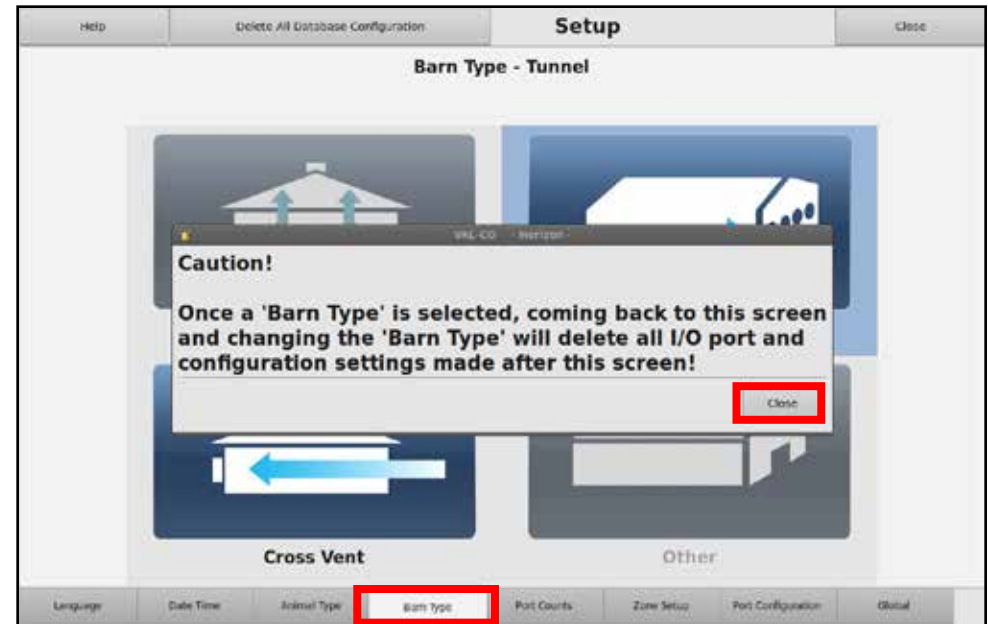 Help
Delete All Database Configuration
Setup
Close
Barn Type - Tunnel
VAL-CO - Horizon
Caution!
Once a 'Barn Type' is selected, coming back to this screen
and changing the 'Barn Type' will delete all I/O port and
configuration settings made after this screen!
Close
Cross Vent
Other
Language
Date Time
Animal Type
Barn Type
Port Counts
Zone Setup
Port Configuration
Global